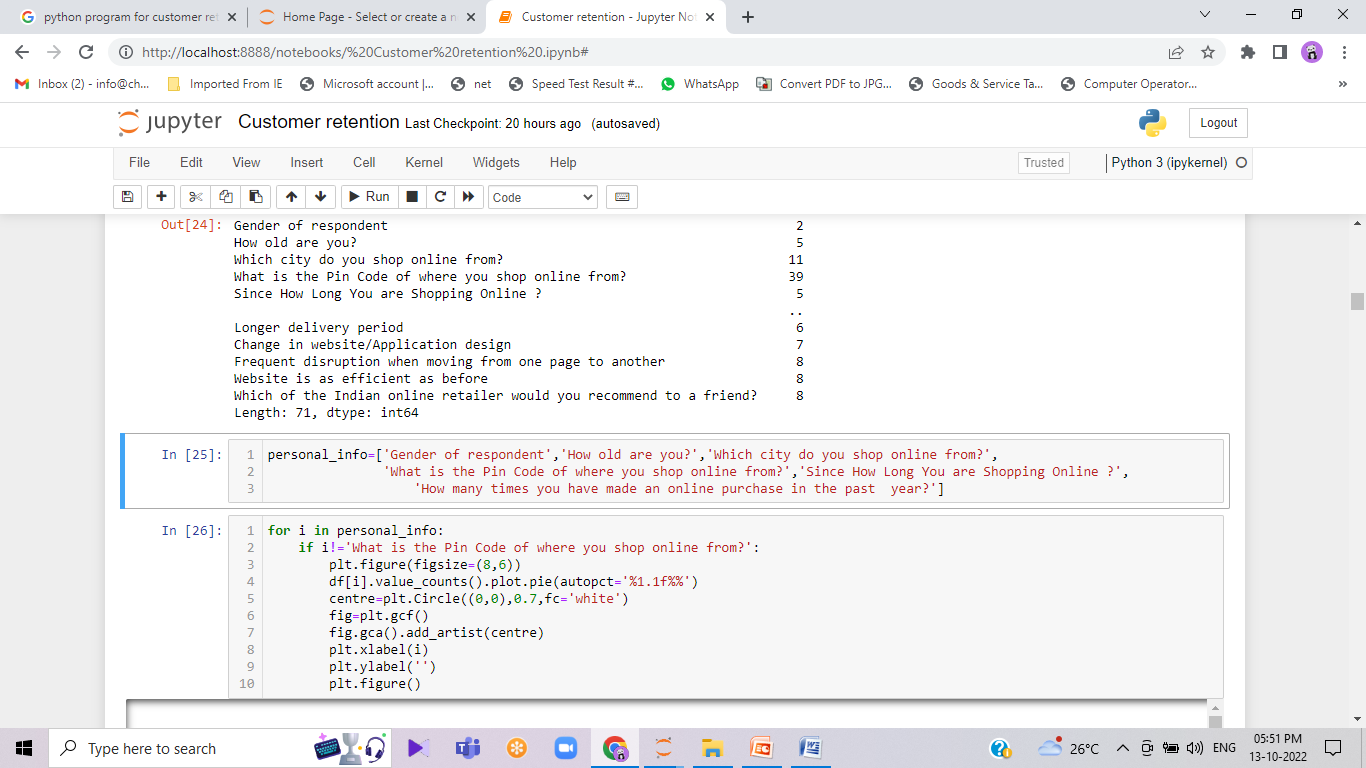 python program for customer ret
Home Page - Select or create a n
Customer retention - Jupyter Not
http://localhost:8888/notebooks/%20Customer%20retention%20.ipynb#
Inbox (2) - info@ch...
Imported From IE
Microsoft account |...
net
Speed Test Result #...
WhatsApp
Convert PDF to JPG...
Goods & Service Ta...
Computer Operator...
»
jupyter Customer retention Last Checkpoint: 20 hours ago (autosaved)
Logout
File Edit View Insert Cell Kernel Widgets Help
Trusted
Python 3 (ipykernel)
Run
Code
Out[24]: Gender of respondent 2
How old are you? 5
Which city do you shop online from? 11
What is the Pin Code of where you shop online from? 39
Since How Long You are Shopping Online ? 5
..
Longer delivery period 6
Change in website/Application design 7
Frequent disruption when moving from one page to another 8
Website is as efficient as before 8
Which of the Indian online retailer would you recommend to a friend? 8
Length: 71, dtype: int64
In [25]: 1 personal_info=['Gender of respondent','How old are you?','Which city do you shop online from?',
2 'What is the Pin Code of where you shop online from?','Since How Long You are Shopping Online ?',
3 'How many times you have made an online purchase in the past  year?']
In [26]: 1 for i in personal_info:
2 if i!='What is the Pin Code of where you shop online from?':
3 plt.figure(figsize=(8,6))
4 df[i].value_counts().plot.pie(autopct='%1.1f%%')
5 centre=plt.Circle((0,0),0.7,fc='white')
6 fig=plt.gcf()
7 fig.gca().add_artist(centre)
8 plt.xlabel(i)
9 plt.ylabel('')
10 plt.figure()
Type here to search
26°C
ENG
05:51 PM
13-10-2022